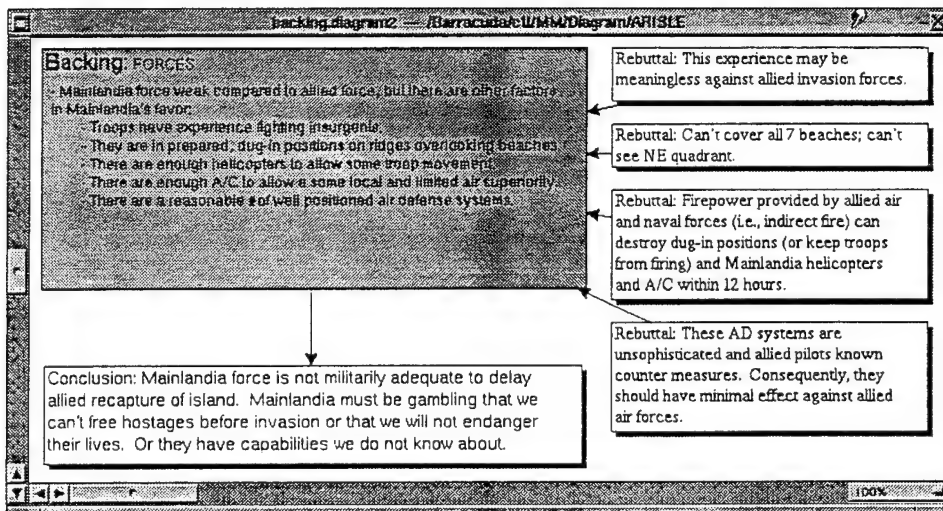 backing.diagram2 — /Barracuda/c1/MM/Diagram/ARISLE
Backing: FORCES
- Mainlandia force weak compared to allied force, but there are other factors
in Mainlandia's favor:
- Troops have experience fighting insurgents.
- They are in prepared, dug-in positions on ridges overlooking beaches.
- There are enough helicopters to allow some troop movement.
- There are enough A/C to allow e some local and limited air superiority.
- There are a reasonable # of well positioned air defense systems.
Rebuttal: This experience may be
meaningless against allied invasion forces.
Rebuttal: Can't cover all 7 beaches; can't
see NE quadrant.
Rebuttal: Firepower provided by allied air
and naval forces (i.e., indirect fire) can
destroy dug-in positions (or keep troops
from firing) and Mainlandia helicopters
and A/C within 12 hours.
Rebuttal: These AD systems are
unsophisticated and allied pilots known
counter measures. Consequently, they
should have minimal effect against allied
air forces.
Conclusion: Mainlandia force is not militarily adequate to delay
allied recapture of island. Mainlandia must be gambling that we
can't free hostages before invasion or that we will not endanger
their lives. Or they have capabilities we do not know about.
100%